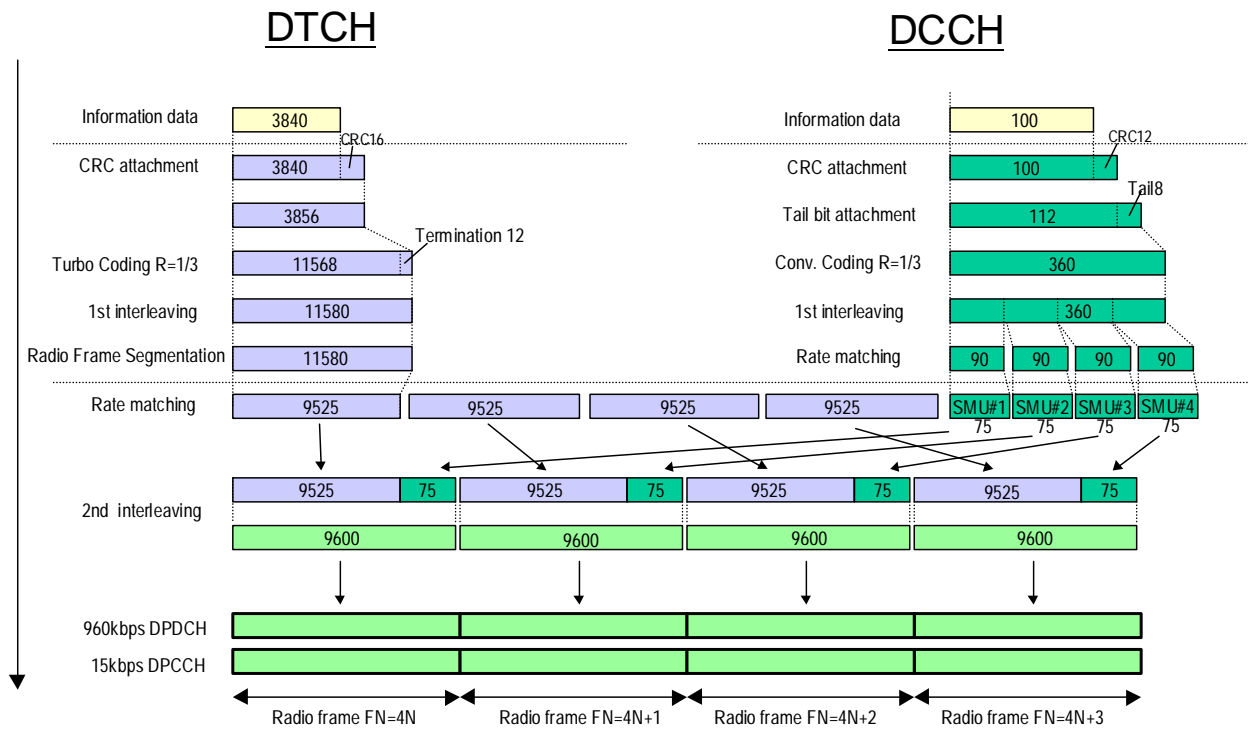 DTCH DCCH
Information data 3840 Information data 100
CRC16 CRC12
CRC attachment 3840 CRC attachment 100
Tail8
3856 Tail bit attachment 112
Termination 12
Turbo Coding R=1/3 11568 Conv. Coding R=1/3 360
1st interleaving 11580 1st interleaving 360
Radio Frame Segmentation 11580 Rate matching 90 90 90 90
Rate matching 9525 9525 9525 9525 SMU#1 SMU#2 SMU#3 SMU#4
75 75 75 75
9525 75 9525 75 9525 75 9525 75
2nd interleaving
9600 9600 9600 9600
960kbps DPDCH
15kbps DPCCH
Radio frame FN=4N Radio frame FN=4N+1 Radio frame FN=4N+2 Radio frame FN=4N+3